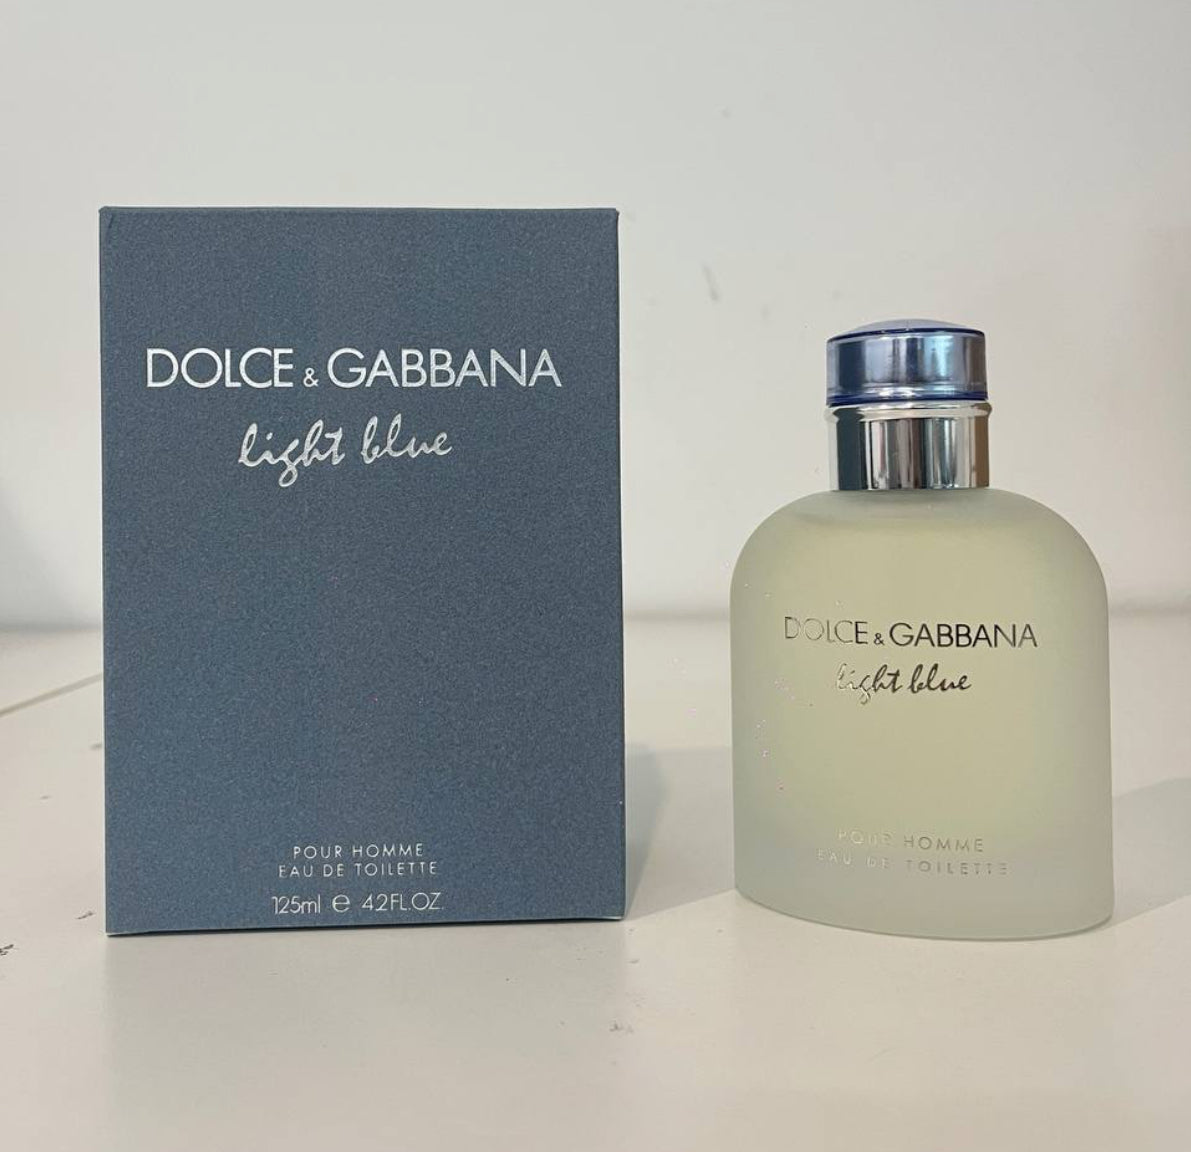 DOLCE & GABBANA
light blue
POUR HOMME
EAU DE TOILETTE
125ml ℮ 4.2FL.OZ.
DOLCE & GABBANA
light blue
POUR HOMME
EAU DE TOILETTE